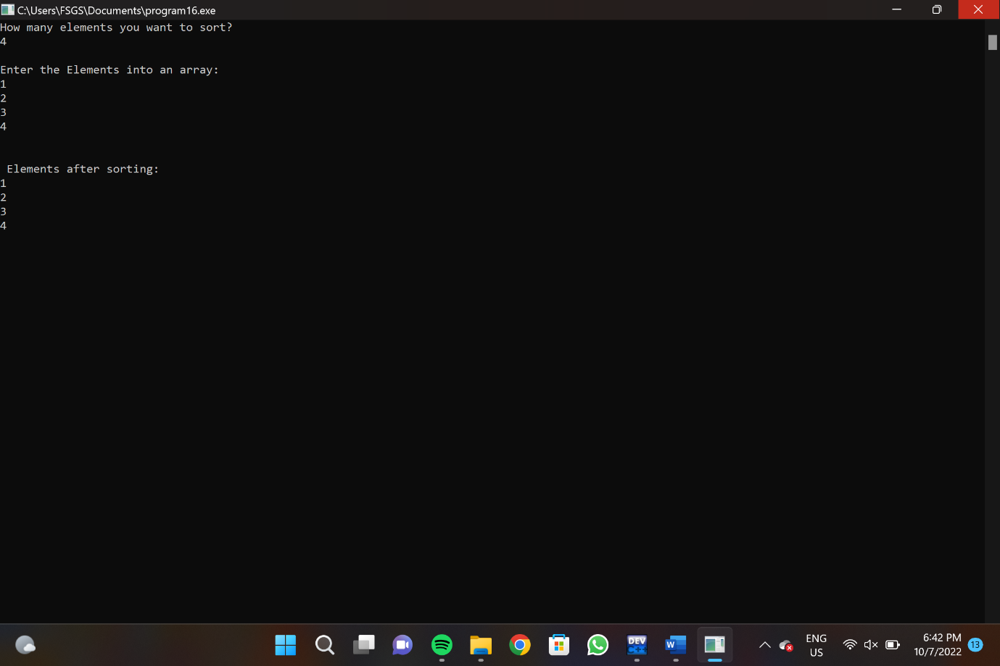 C:\Users\FSGS\Documents\program16.exe
How many elements you want to sort?
4
Enter the Elements into an array:
1
2
3
4
Elements after sorting:
1
2
3
4
DEV
C++
W
ENG
US
6:42 PM
10/7/2022
13